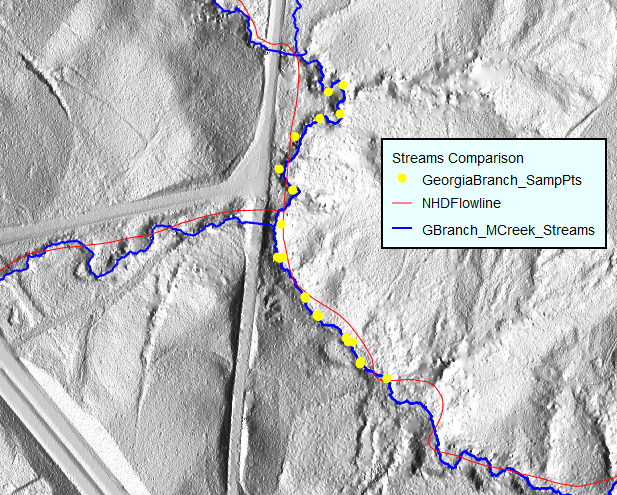 Streams Comparison
GeorgiaBranch_SampPts
NHDFlowline
GBranch_MCreek_Streams